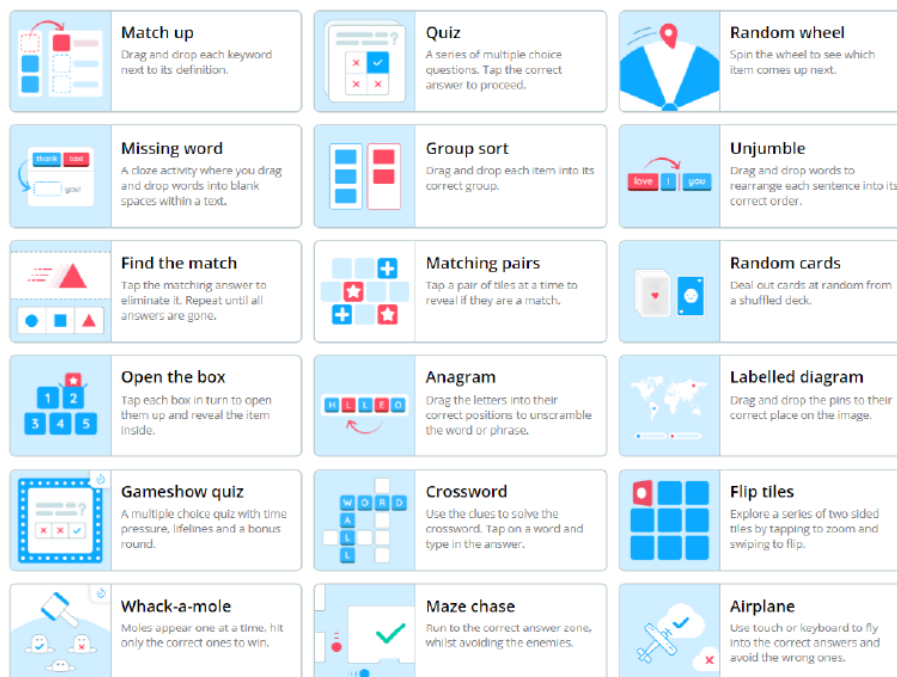 Match up
Drag and drop each keyword
next to its definition.
Quiz
A series of multiple choice
questions. Tap the correct
answer to proceed.
Random wheel
Spin the wheel to see which
item comes up next.
thank taxi
you!
Missing word
A cloze activity where you drag
and drop words into blank
spaces within a text.
Group sort
Drag and drop each item into its
correct group.
love I you
Unjumble
Drag and drop words to
rearrange each sentence into its
correct order.
Find the match
Tap the matching answer to
eliminate it. Repeat until all
answers are gone.
Matching pairs
Tap a pair of tiles at a time to
reveal if they are a match.
Random cards
Deal out cards at random from
a shuffled deck.
1 2
3 4 5
Open the box
Tap each box in turn to open
them up and reveal the item
inside.
H L L E O
Anagram
Drag the letters into their
correct positions to unscramble
the word or phrase.
Labelled diagram
Drag and drop the pins to their
correct place on the image.
?
Gameshow quiz
A multiple choice quiz with time
pressure, lifelines and a bonus
round.
W O R D
A
L
L
Crossword
Use the clues to solve the
crossword. Tap on a word and
type in the answer.
Flip tiles
Explore a series of two sided
tiles by tapping to zoom and
swiping to flip.
Whack-a-mole
Moles appear one at a time, hit
only the correct ones to win.
Maze chase
Run to the correct answer zone,
whilst avoiding the enemies.
Airplane
Use touch or keyboard to fly
into the correct answers and
avoid the wrong ones.